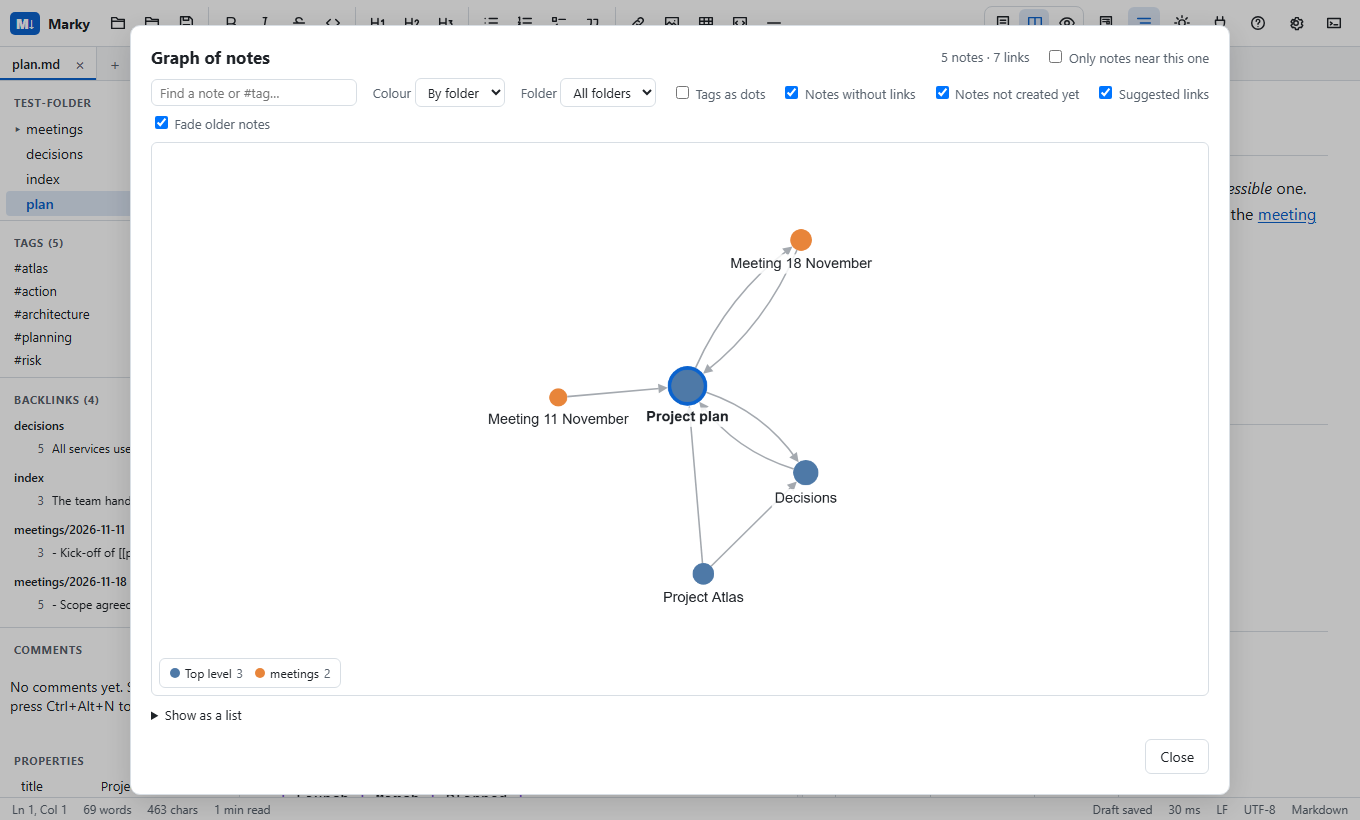 M↓ Marky
B I S <> H1 H2 H3
plan.md × +
TEST-FOLDER
meetings
decisions
index
plan
TAGS (5)
#atlas
#action
#architecture
#planning
#risk
BACKLINKS (4)
decisions
5 All services use
index
3 The team hand
meetings/2026-11-11
3 - Kick-off of [[p
meetings/2026-11-18
5 - Scope agreed
COMMENTS
No comments yet. S
press Ctrl+Alt+N to
PROPERTIES
title Proje
Graph of notes
5 notes · 7 links Only notes near this one
Find a note or #tag... Colour By folder Folder All folders Tags as dots Notes without links Notes not created yet Suggested links
Fade older notes
Meeting 18 November
Meeting 11 November
Project plan
Decisions
Project Atlas
Top level 3 meetings 2
Show as a list
Close
essible one.
the meeting
Ln 1, Col 1 69 words 463 chars 1 min read Draft saved 30 ms LF UTF-8 Markdown